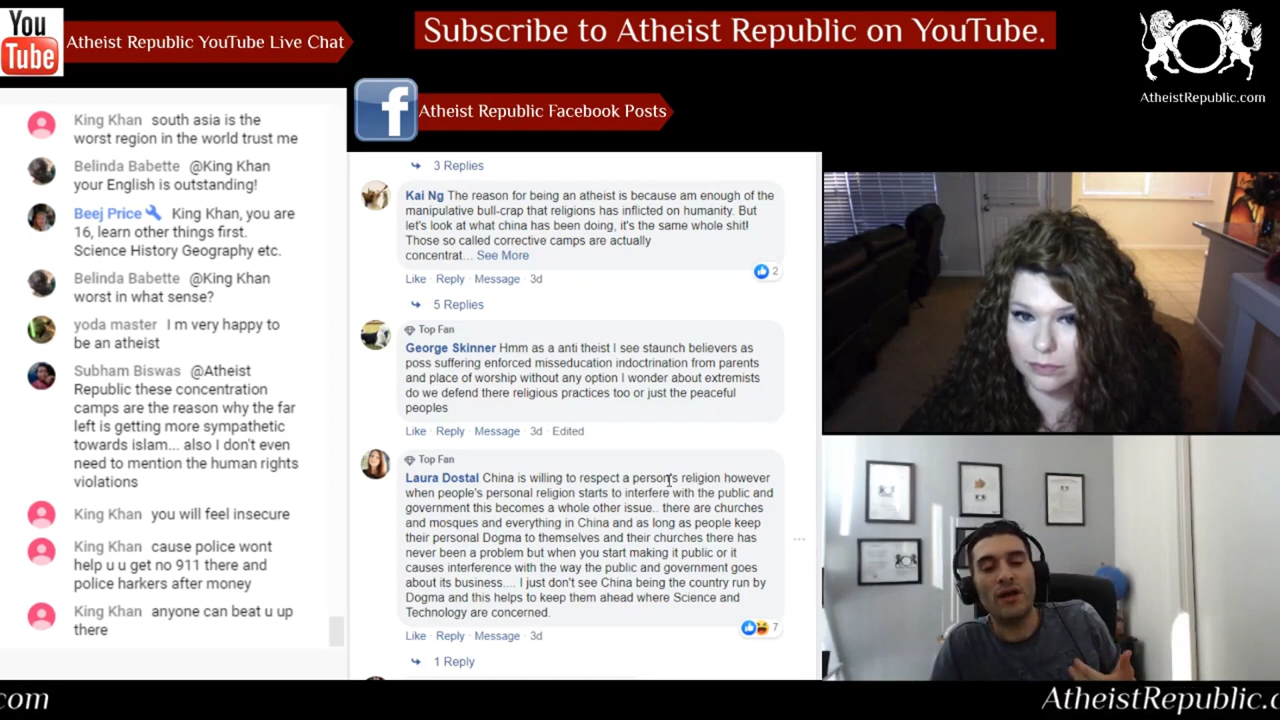 You
Tube
Atheist Republic YouTube Live Chat
Subscribe to Atheist Republic on YouTube.
AtheistRepublic.com
f
Atheist Republic Facebook Posts
King Khan south asia is the
worst region in the world trust me
Belinda Babette @King Khan
your English is outstanding!
Beej Price King Khan, you are
16, learn other things first.
Science History Geography etc.
Belinda Babette @King Khan
worst in what sense?
yoda master I m very happy to
be an atheist
Subham Biswas @Atheist
Republic these concentration
camps are the reason why the far
left is getting more sympathetic
towards islam... also I don't even
need to mention the human rights
violations
King Khan you will feel insecure
King Khan cause police wont
help u u get no 911 there and
police harkers after money
King Khan anyone can beat u up
there
3 Replies
Kai Ng The reason for being an atheist is because am enough of the
manipulative bull-crap that religions has inflicted on humanity. But
let's look at what china has been doing, it's the same whole shit!
Those so called corrective camps are actually
concentrat... See More
2
Like · Reply · Message · 3d
5 Replies
Top Fan
George Skinner Hmm as a anti theist I see staunch believers as
poss suffering enforced misseducation indoctrination from parents
and place of worship without any option I wonder about extremists
do we defend there religious practices too or just the peaceful
peoples
Like · Reply · Message · 3d · Edited
Top Fan
Laura Dostal China is willing to respect a person's religion however
when people's personal religion starts to interfere with the public and
government this becomes a whole other issue.. there are churches
and mosques and everything in China and as long as people keep
their personal Dogma to themselves and their churches there has
never been a problem but when you start making it public or it
causes interference with the way the public and government goes
about its business.... I just don't see China being the country run by
Dogma and this helps to keep them ahead where Science and
Technology are concerned.
7
Like · Reply · Message · 3d
1 Reply
.com
AtheistRepublic.c